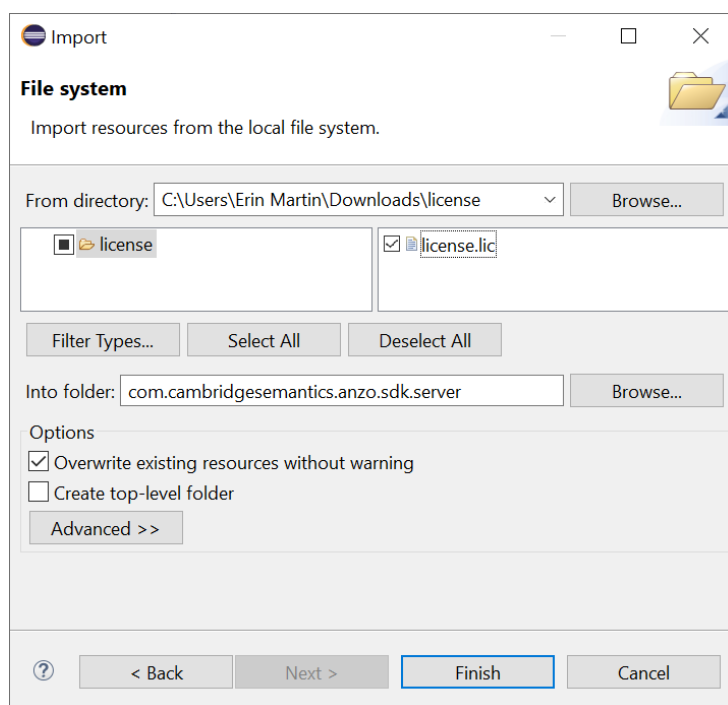 Import
File system
Import resources from the local file system.
From directory: C:\Users\Erin Martin\Downloads\license Browse...
license license.lic
Filter Types... Select All Deselect All
Into folder: com.cambridgesemantics.anzo.sdk.server Browse...
Options
Overwrite existing resources without warning
Create top-level folder
Advanced >>
? < Back Next > Finish Cancel